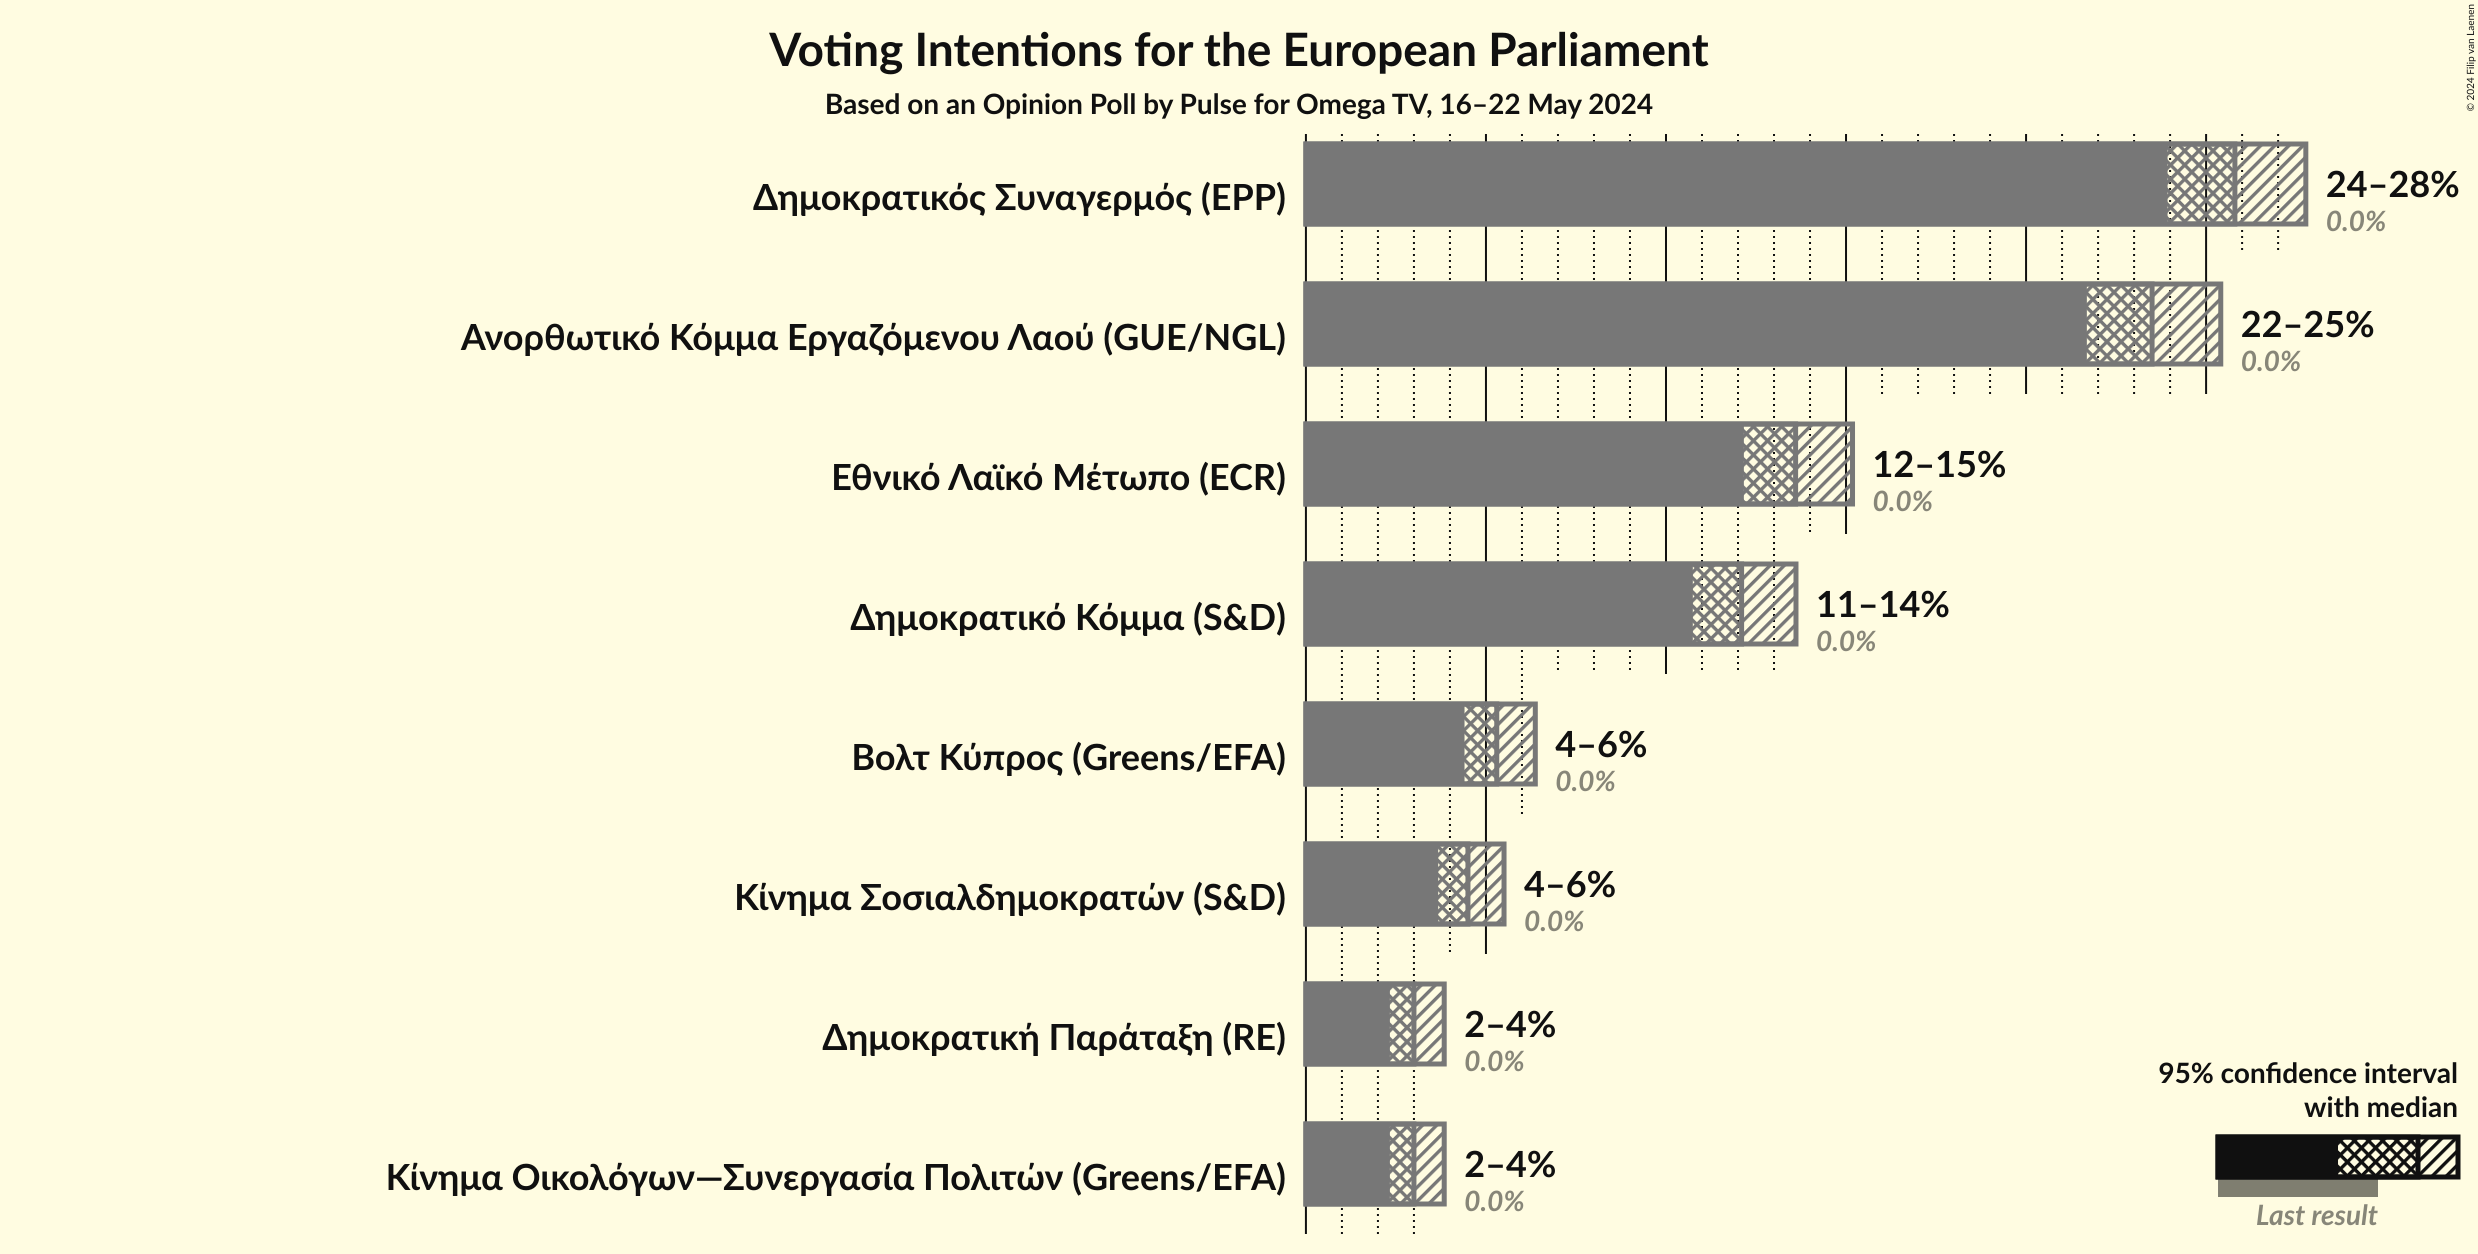 Voting Intentions for the European Parliament
Based on an Opinion Poll by Pulse for Omega TV, 16–22 May 2024
© 2024 Filip van Laenen
Δημοκρατικός Συναγερμός (EPP)
24–28%
0.0%
Ανορθωτικό Κόμμα Εργαζόμενου Λαού (GUE/NGL)
22–25%
0.0%
Εθνικό Λαϊκό Μέτωπο (ECR)
12–15%
0.0%
Δημοκρατικό Κόμμα (S&D)
11–14%
0.0%
Βολτ Κύπρος (Greens/EFA)
4–6%
0.0%
Κίνημα Σοσιαλδημοκρατών (S&D)
4–6%
0.0%
Δημοκρατική Παράταξη (RE)
2–4%
0.0%
Κίνημα Οικολόγων—Συνεργασία Πολιτών (Greens/EFA)
2–4%
0.0%
95% confidence interval
with median
Last result